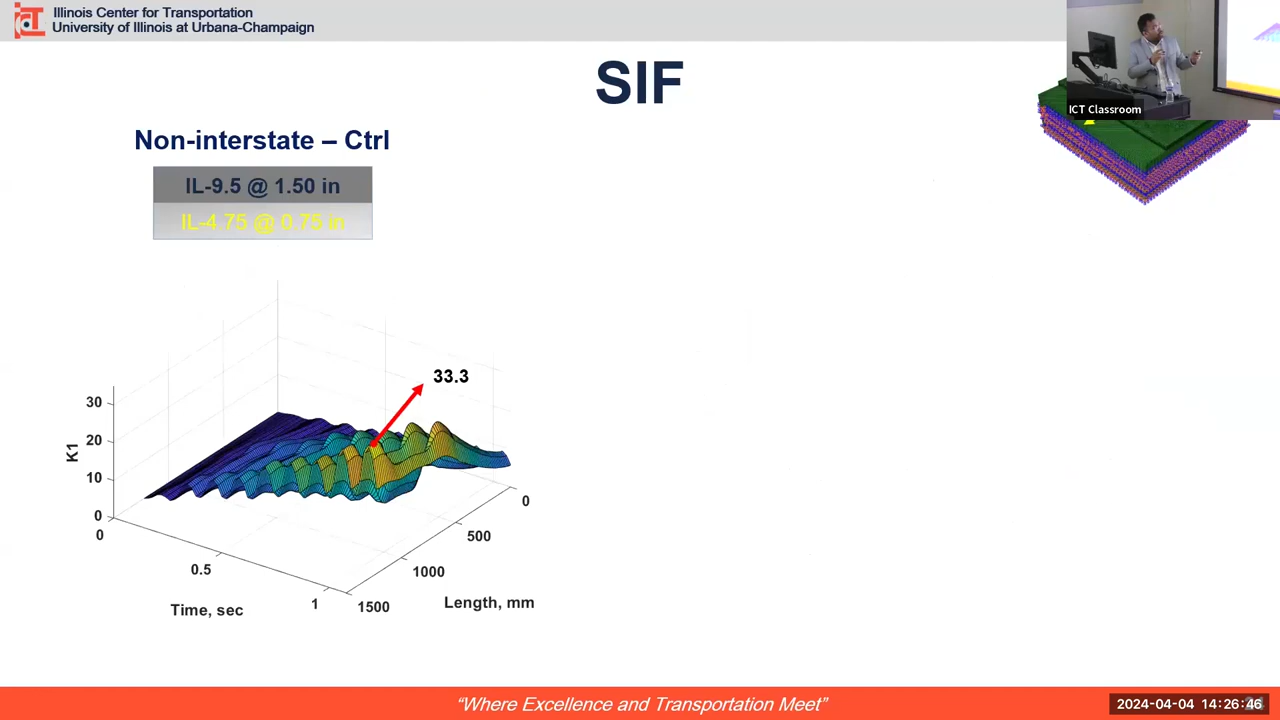 Illinois Center for Transportation
University of Illinois at Urbana-Champaign
SIF
ICT Classroom
Non-interstate – Ctrl
IL-9.5 @ 1.50 in
IL-4.75 @ 0.75 in
33.3
30
20
10
0
K1
0
0.5
1
Time, sec
0
500
1000
1500
Length, mm
“Where Excellence and Transportation Meet”
2024-04-04 14:26:46